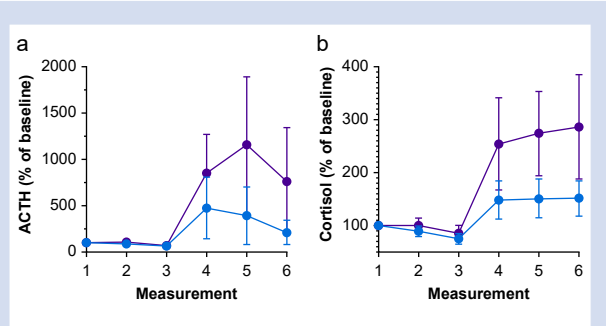 a
ACTH (% of baseline)
2000
1500
1000
500
0
1 2 3 4 5 6
Measurement
b
Cortisol (% of baseline)
400
300
200
100
1 2 3 4 5 6
Measurement